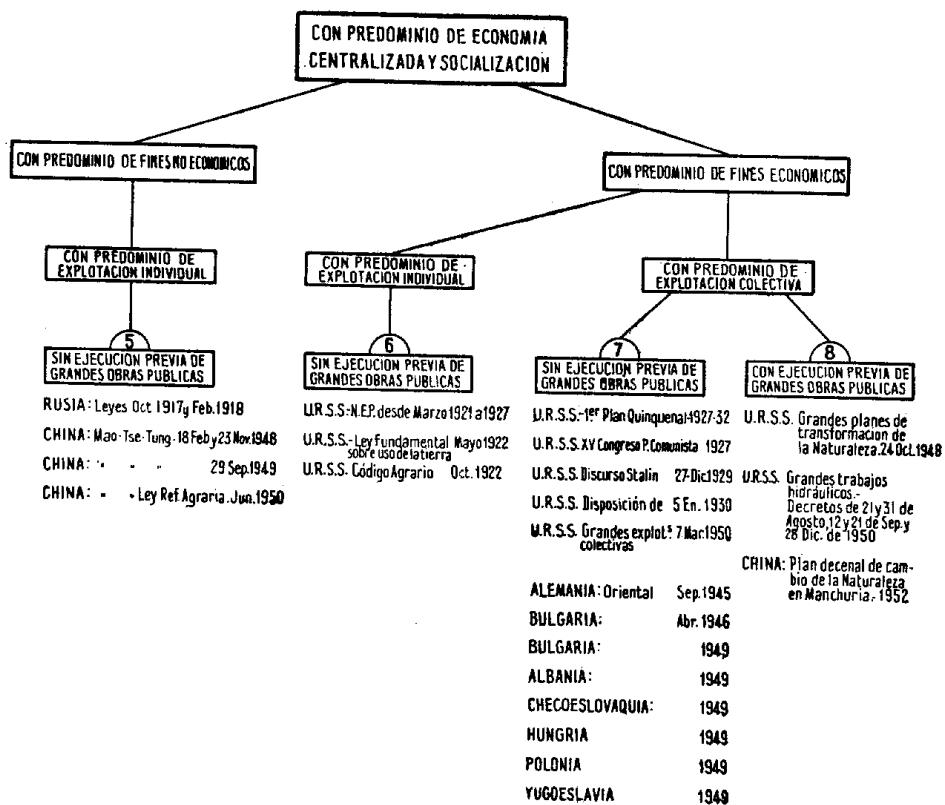 CON PREDOMINIO DE ECONOMIA
CENTRALIZADA Y SOCIALIZACION
CON PREDOMINIO DE FINES NO ECONOMICOS
CON PREDOMINIO DE FINES ECONOMICOS
CON PREDOMINIO DE
EXPLOTACION INDIVIDUAL
CON PREDOMINIO DE
EXPLOTACION INDIVIDUAL
CON PREDOMINIO DE
EXPLOTACION COLECTIVA
5
SIN EJECUCION PREVIA DE
GRANDES OBRAS PUBLICAS
RUSIA: Leyes Oct 1917 y Feb. 1918
CHINA: Mao-Tse-Tung. 18 Feb y 23 Nov. 1948
CHINA: " " " 29 Sep. 1949
CHINA: " " Ley Ref. Agraria. Jun. 1950
6
SIN EJECUCION PREVIA DE
GRANDES OBRAS PUBLICAS
U.R.S.S.-N.E.P. desde Marzo 1921 a 1927
U.R.S.S.- Ley fundamental Mayo 1922
sobre uso de la tierra
U.R.S.S. Código Agrario Oct. 1922
7
SIN EJECUCION PREVIA DE
GRANDES OBRAS PUBLICAS
U.R.S.S.-1er Plan Quinquenal-1927-32
U.R.S.S. XV Congreso P. Comunista 1927
U.R.S.S. Discurso Stalin 27-Dic 1929
U.R.S.S. Disposición de 5 En. 1930
U.R.S.S. Grandes explot.s 7 Mar. 1950
colectivas
ALEMANIA: Oriental Sep. 1945
BULGARIA: Abr. 1946
BULGARIA: 1949
ALBANIA: 1949
CHECOESLOVAQUIA: 1949
HUNGRIA 1949
POLONIA 1949
YUGOESLAVIA 1949
8
CON EJECUCION PREVIA DE
GRANDES OBRAS PUBLICAS
U.R.S.S. Grandes planes de
transformacion de
la Naturaleza. 24 Oct. 1948
U.R.S.S. Grandes trabajos
hidráulicos.-
Decretos de 21 y 31 de
Agosto, 12 y 21 de Sep. y
28 Dic. de 1950
CHINA: Plan decenal de cam-
bio de la Naturaleza
en Manchuria.- 1952